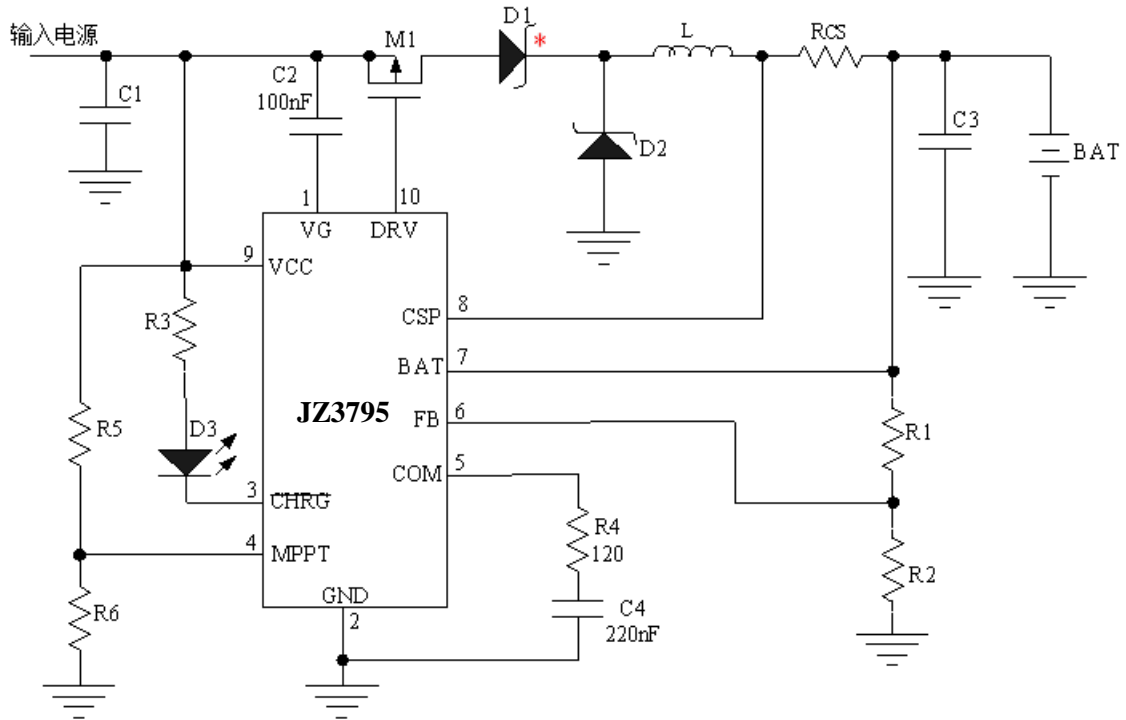 输入电源
C1
C2
100nF
M1
D1
*
L
RCS
D2
C3
BAT
1
10
VG
DRV
9
VCC
R3
CSP
8
BAT
7
JZ3795
FB
6
R1
R5
D3
COM
5
3
CHRG
R4
120
4
MPPT
R2
R6
GND
2
C4
220nF